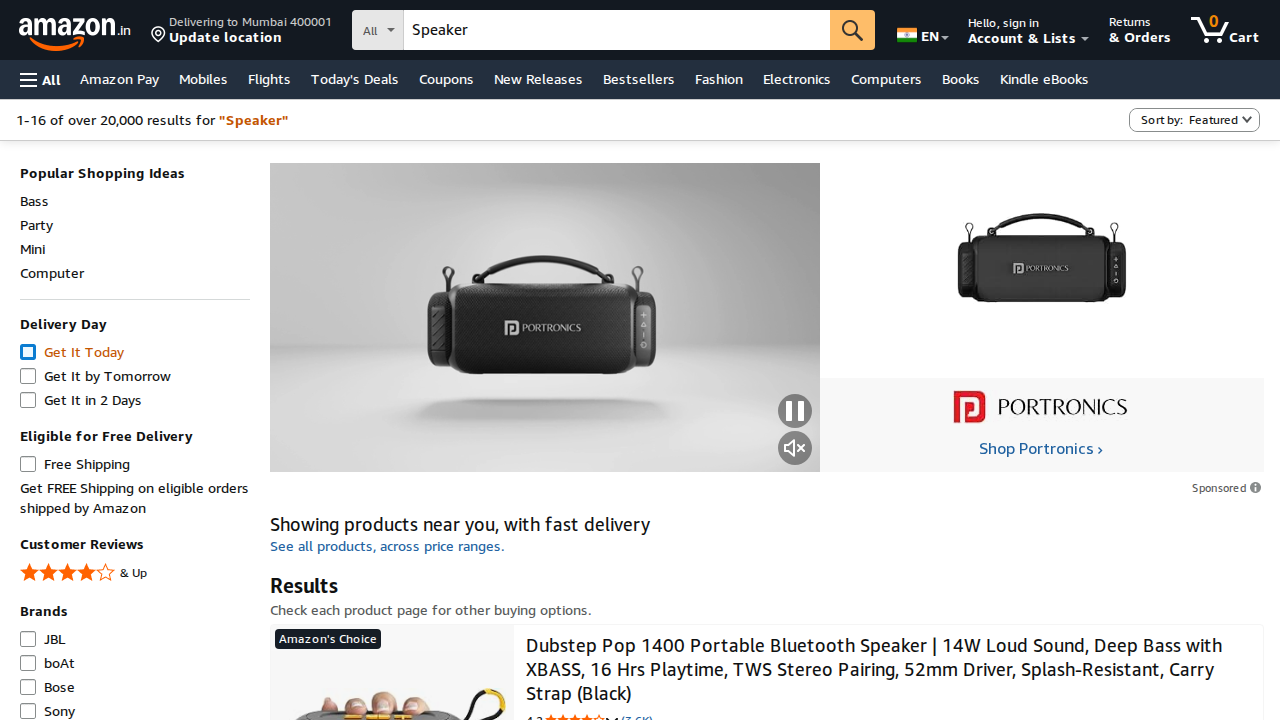 amazon.in
Delivering to Mumbai 400001
Update location
All
Speaker
EN
Hello, sign in
Account & Lists
Returns
& Orders
0
Cart
All
Amazon Pay
Mobiles
Flights
Today's Deals
Coupons
New Releases
Bestsellers
Fashion
Electronics
Computers
Books
Kindle eBooks
1-16 of over 20,000 results for "Speaker"
Sort by: Featured
Popular Shopping Ideas
Bass
Party
Mini
Computer
Delivery Day
Get It Today
Get It by Tomorrow
Get It in 2 Days
Eligible for Free Delivery
Free Shipping
Get FREE Shipping on eligible orders
shipped by Amazon
Customer Reviews
& Up
Brands
JBL
boAt
Bose
Sony
PORTRONICS
PORTRONICS
PORTRONICS
Shop Portronics ›
Sponsored
Showing products near you, with fast delivery
See all products, across price ranges.
Results
Check each product page for other buying options.
Amazon's Choice
Dubstep Pop 1400 Portable Bluetooth Speaker | 14W Loud Sound, Deep Bass with
XBASS, 16 Hrs Playtime, TWS Stereo Pairing, 52mm Driver, Splash-Resistant, Carry
Strap (Black)